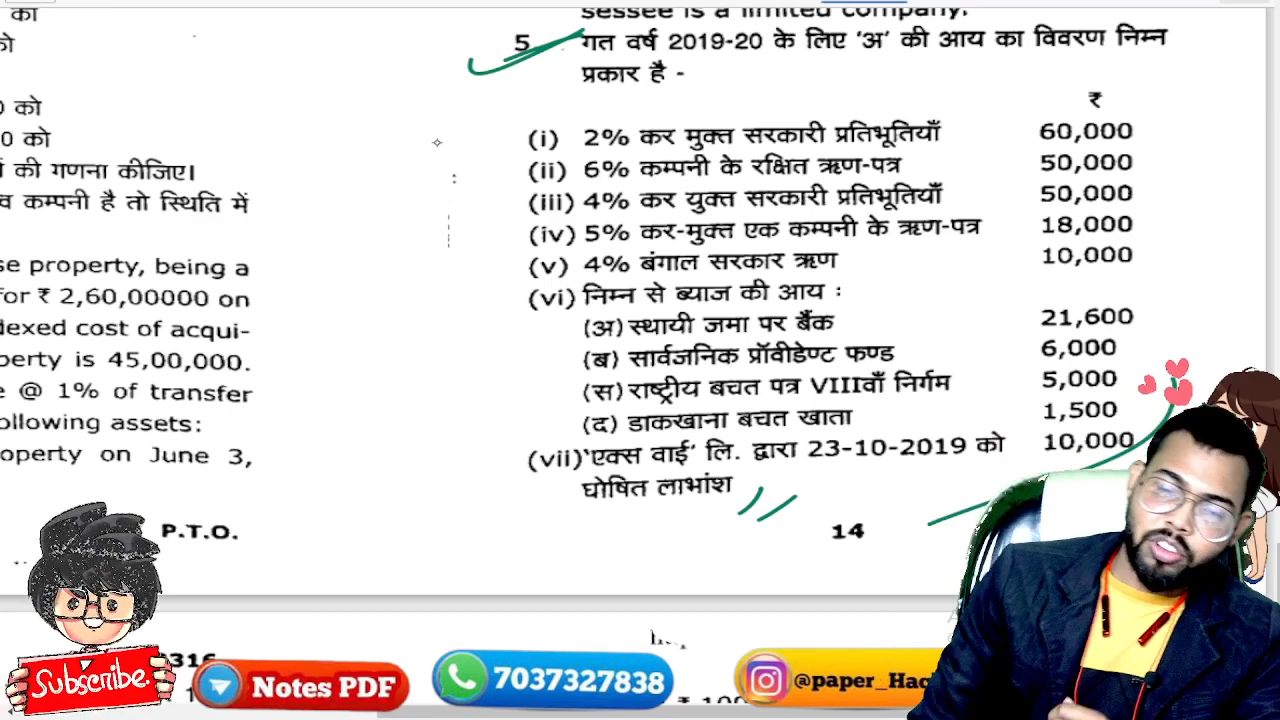 का
को
0 को
0 को
की गणना कीजिए।
कम्पनी है तो स्थिति में
se property, being a
for ₹ 2,60,00000 on
dexed cost of acqui-
perty is 45,00,000.
e @ 1% of transfer
ollowing assets:
operty on June 3,
P.T.O.
sessee is a limited company.
5 गत वर्ष 2019-20 के लिए ‘अ’ की आय का विवरण निम्न
प्रकार है -
₹
(i) 2% कर मुक्त सरकारी प्रतिभूतियाँ 60,000
(ii) 6% कम्पनी के रक्षित ऋण-पत्र 50,000
(iii) 4% कर युक्त सरकारी प्रतिभूतियाँ 50,000
(iv) 5% कर-मुक्त एक कम्पनी के ऋण-पत्र 18,000
(v) 4% बंगाल सरकार ऋण 10,000
(vi) निम्न से ब्याज की आय :
(अ) स्थायी जमा पर बैंक 21,600
(ब) सार्वजनिक प्रॉवीडेण्ट फण्ड 6,000
(स) राष्ट्रीय बचत पत्र VIIIवाँ निर्गम 5,000
(द) डाकखाना बचत खाता 1,500
(vii) ‘एक्स वाई’ लि. द्वारा 23-10-2019 को 10,000
घोषित लाभांश
14
316
Subscribe.
Notes PDF
7037327838
@paper_Hac